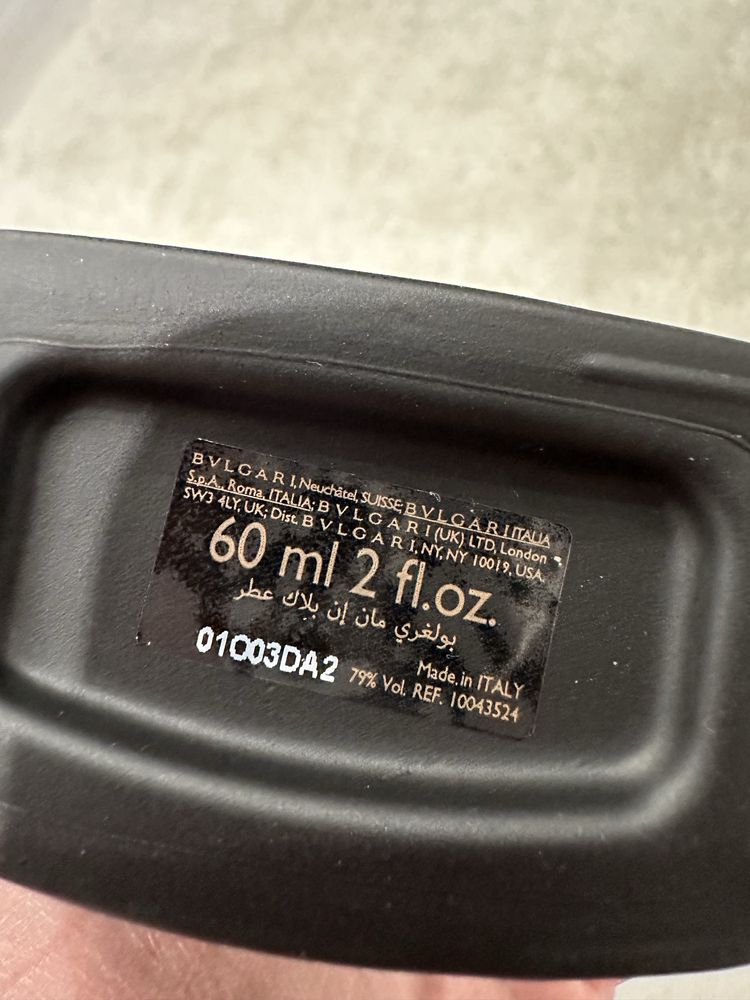 BVLGARI, Neuchâtel, SUISSE; BVLGARI ITALIA
S.p.A., Roma, ITALIA; BVLGARI (UK) LTD, London
SW3 4LY, UK; Dist. BVLGARI, NY, NY 10019, USA
60 ml 2 fl.oz.
بولغري مان إن بلاك عطر
Made in ITALY
01003DA2 79% Vol. REF. 10043524